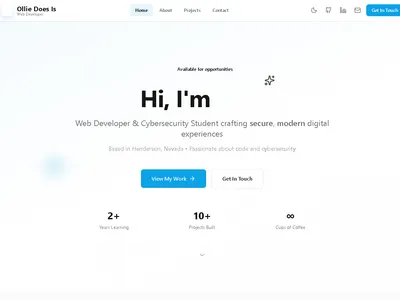 Ollie Does Is
Web Developer
Home
About
Projects
Contact
Get In Touch
Available for opportunities
Hi, I'm
Web Developer & Cybersecurity Student crafting secure, modern digital
experiences
Based in Henderson, Nevada • Passionate about code and cybersecurity
View My Work →
Get In Touch
2+
10+
∞
Years Learning
Projects Built
Cups of Coffee